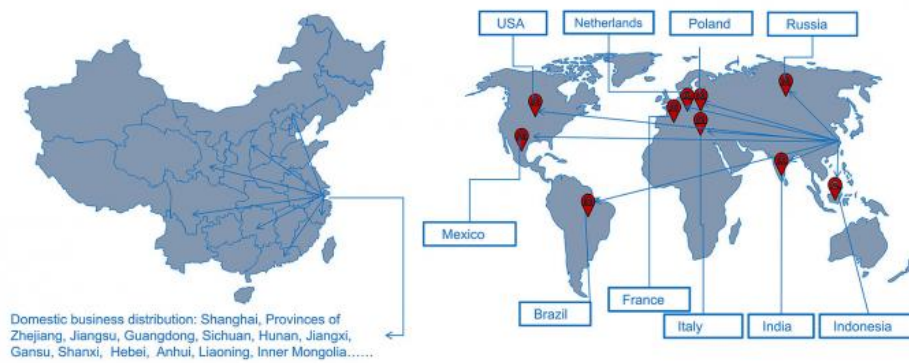 USA
Netherlands
Poland
Russia
Mexico
Brazil
France
Italy
India
Indonesia
Domestic business distribution: Shanghai, Provinces of
Zhejiang, Jiangsu, Guangdong, Sichuan, Hunan, Jiangxi,
Gansu, Shanxi, Hebei, Anhui, Liaoning, Inner Mongolia......